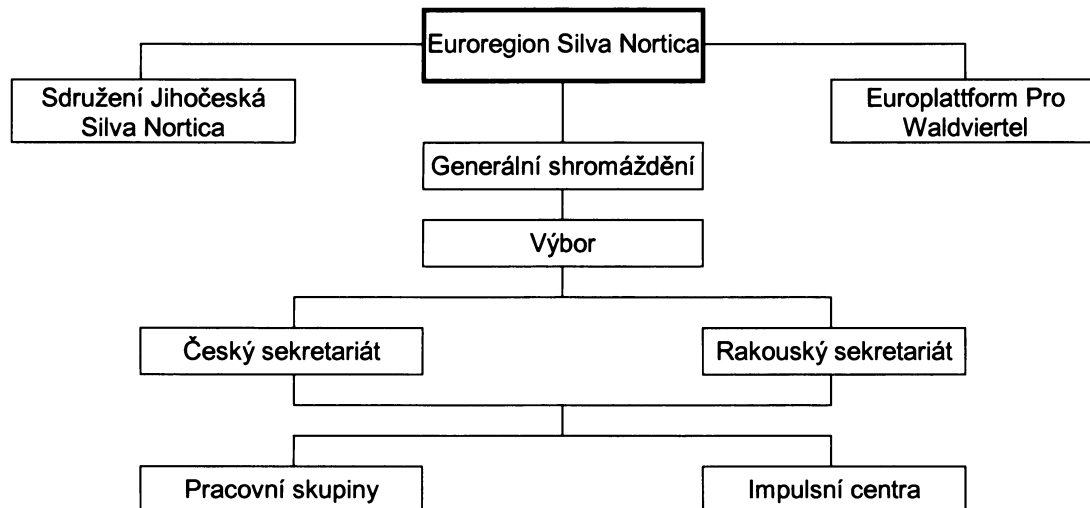 Euroregion Silva Nortica
Sdružení Jihočeská
Silva Nortica
Europlattform Pro
Waldviertel
Generální shromáždění
Výbor
Český sekretariát
Rakouský sekretariát
Pracovní skupiny
Impulsní centra